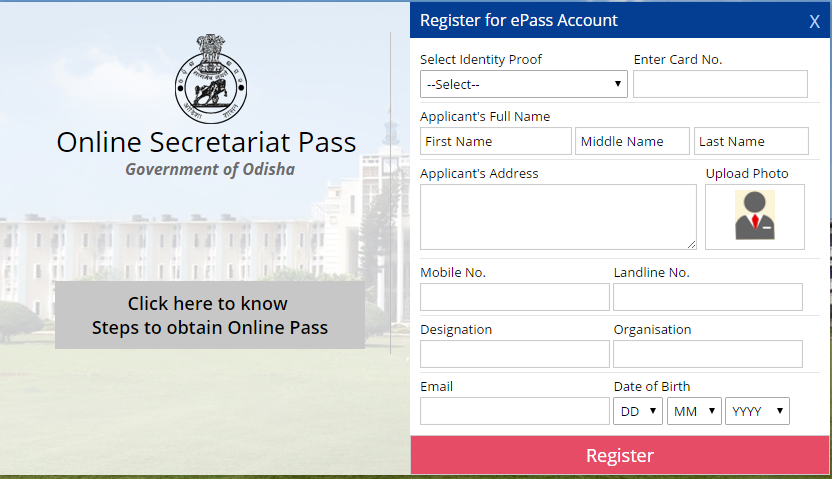 Online Secretariat Pass
Government of Odisha
Click here to know
Steps to obtain Online Pass
Register for ePass Account X
Select Identity Proof Enter Card No.
--Select--
Applicant's Full Name
First Name Middle Name Last Name
Applicant's Address Upload Photo
Mobile No. Landline No.
Designation Organisation
Email Date of Birth
DD MM YYYY
Register